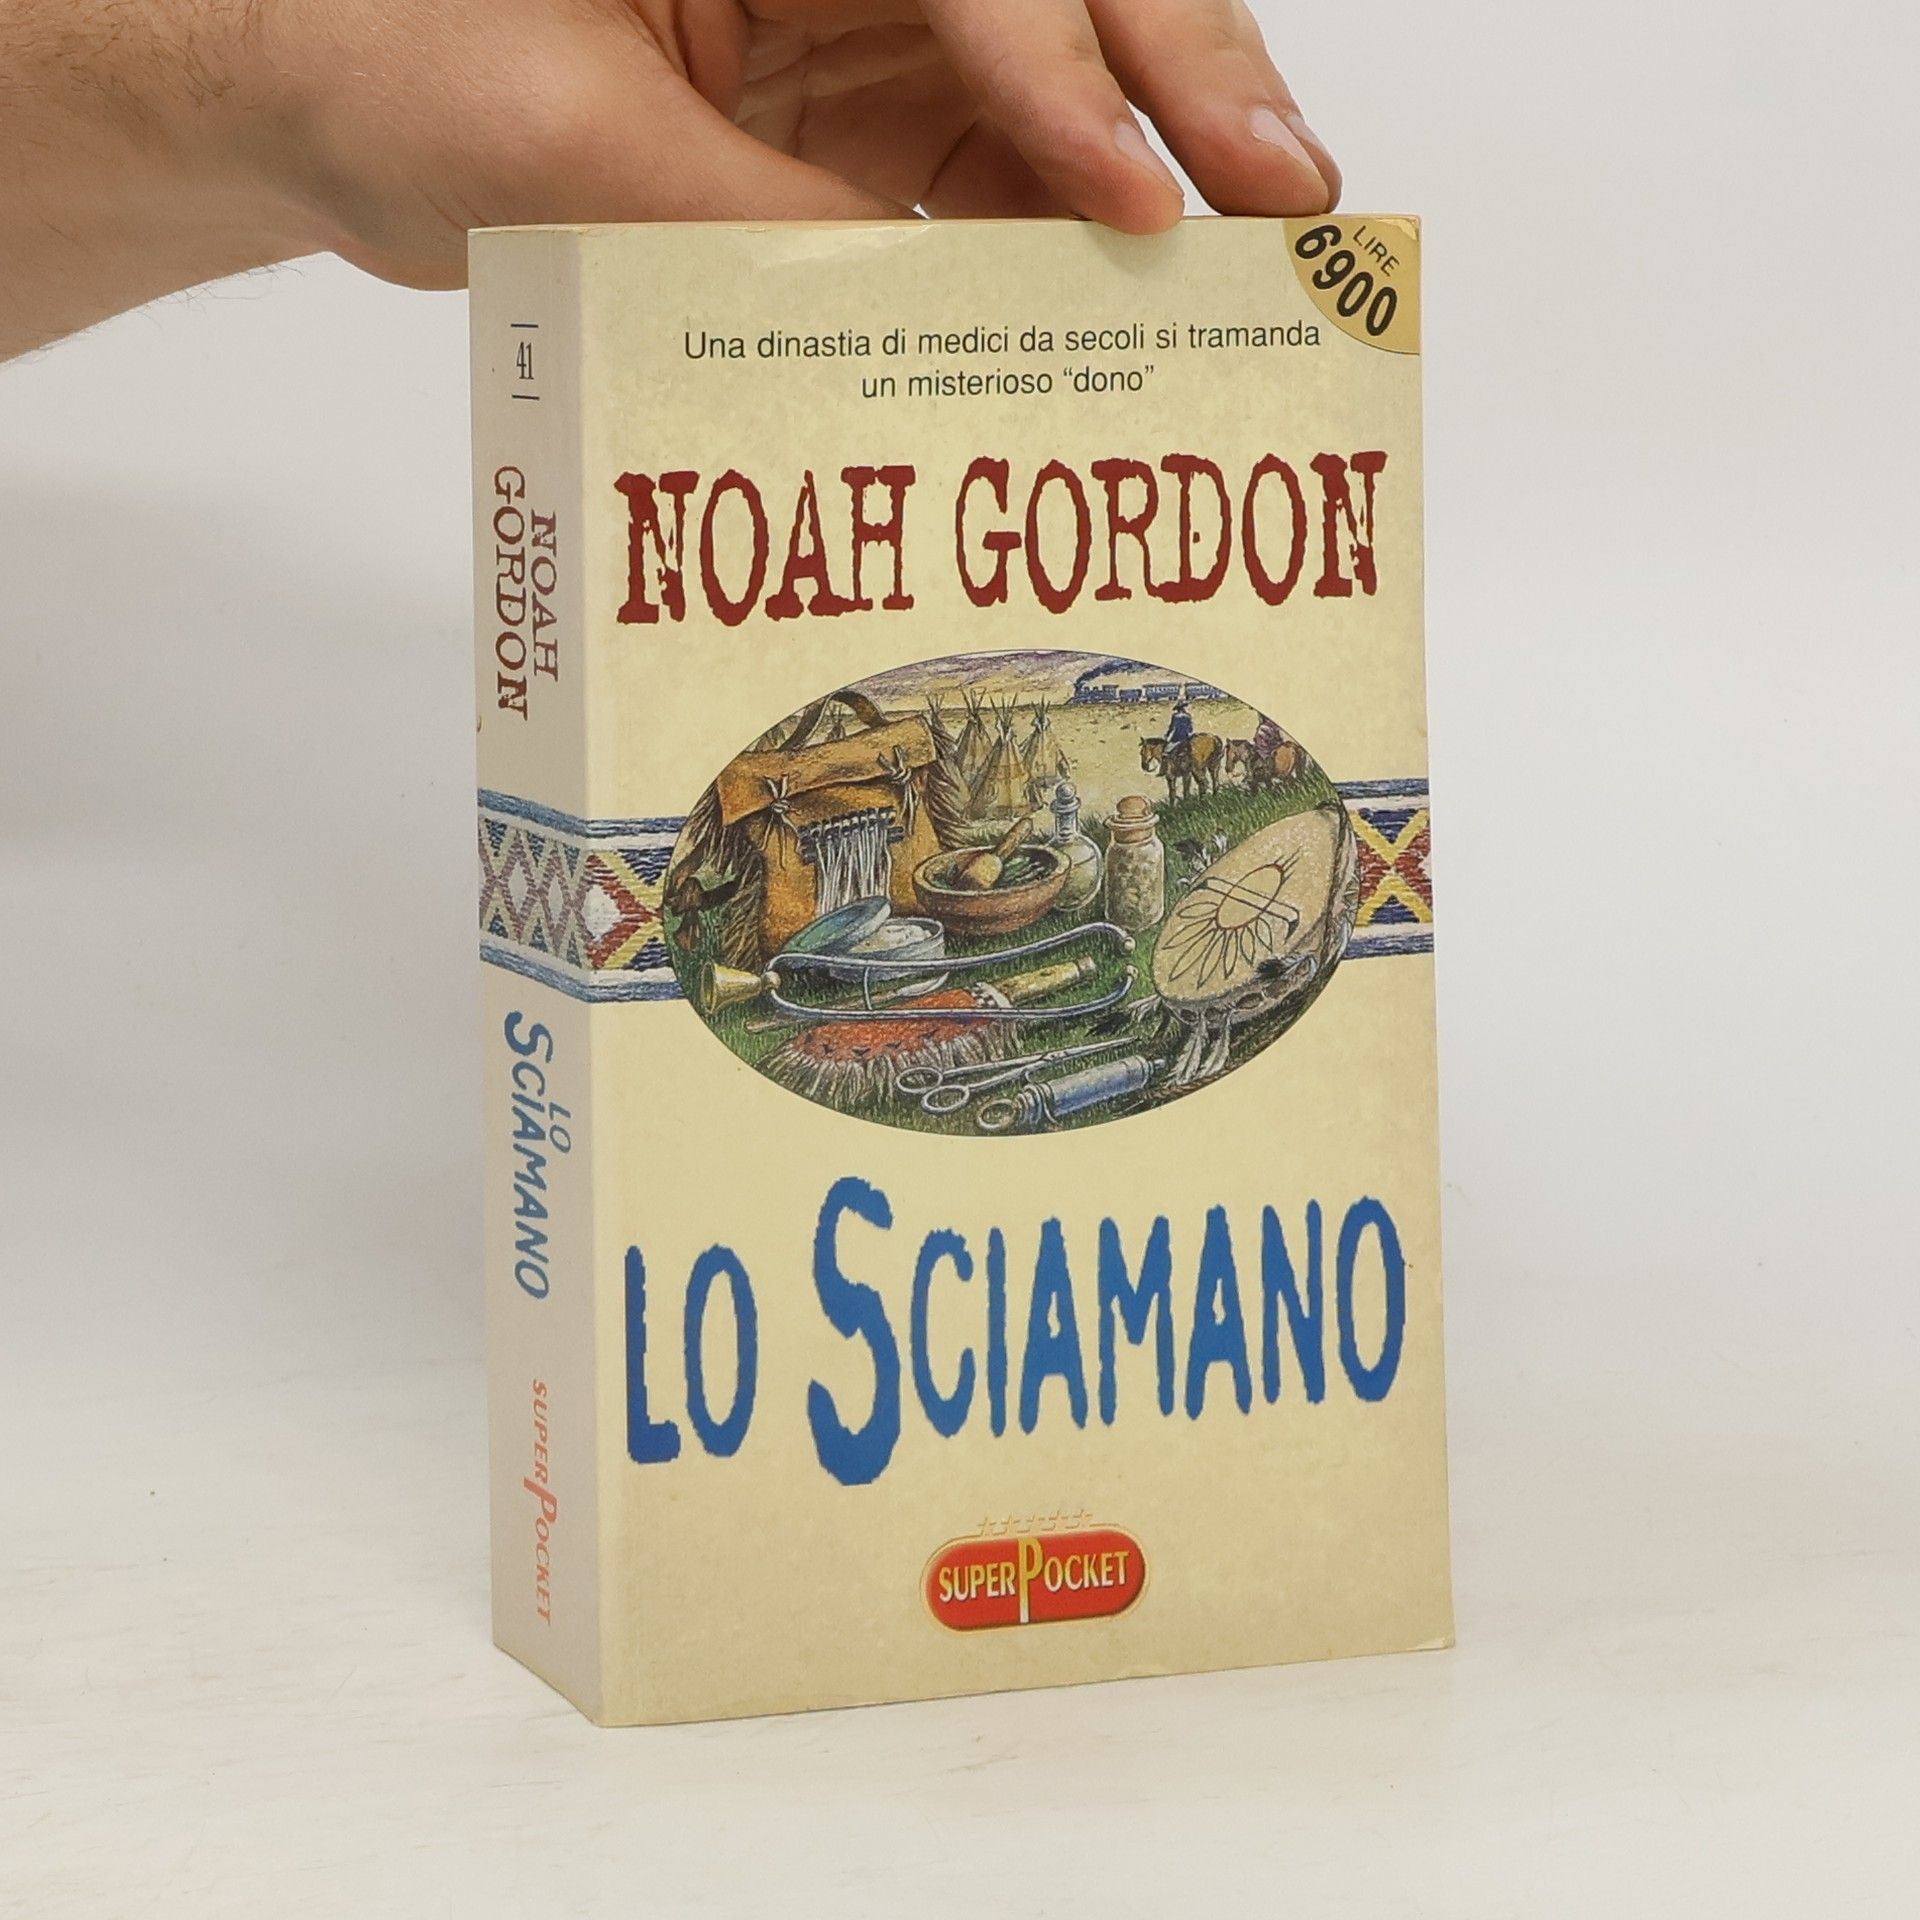 LIRE
6900
Una dinastia di medici da secoli si tramanda
un misterioso “dono”
NOAH GORDON
LO SCIAMANO
SUPERPOCKET
41
NOAH
GORDON
LO
SCIAMANO
SUPERPOCKET